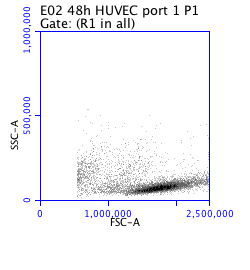 E02 48h HUVEC port 1 P1
Gate: (R1 in all)
1,000,000
500,000
0
SSC-A
0
1,000,000
2,500,000
FSC-A